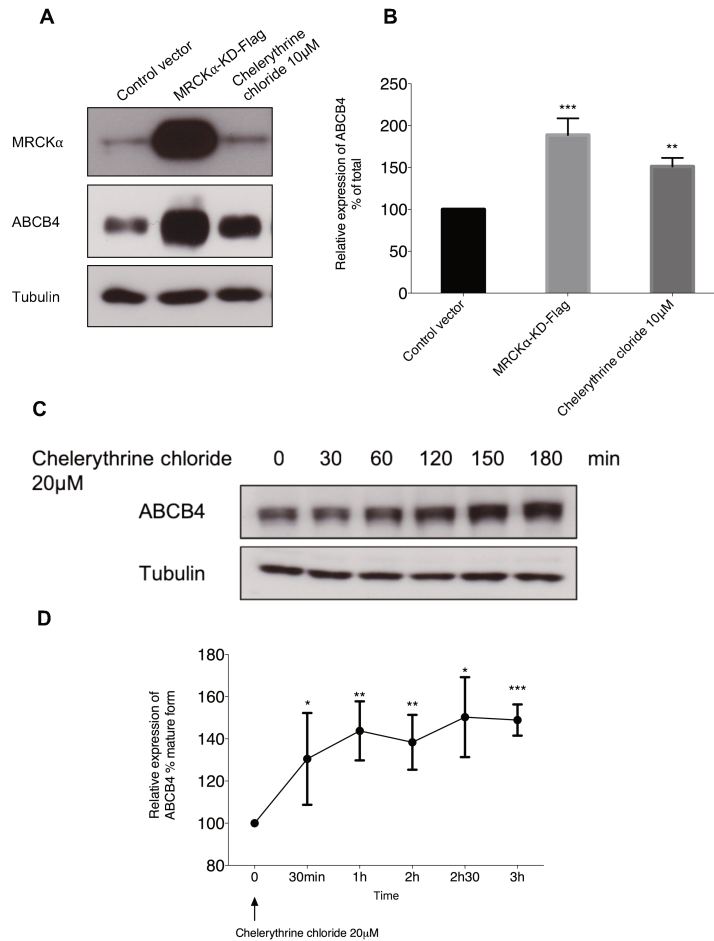 A
Control vector
MRCKα-KD-Flag
Chelerythrine
chloride 10µM
MRCKα
ABCB4
Tubulin
B
Relative expression of ABCB4
% of total
250
200
150
100
50
0
***
**
Control vector
MRCKα-KD-Flag
Chelerythrine cloride 10µM
C
Chelerythrine chloride 0 30 60 120 150 180 min
20µM
ABCB4
Tubulin
D
Relative expression of
ABCB4 % mature form
180
160
140
120
100
80
* ** ** * ***
0 30min 1h 2h 2h30 3h
Time
Chelerythrine chloride 20µM